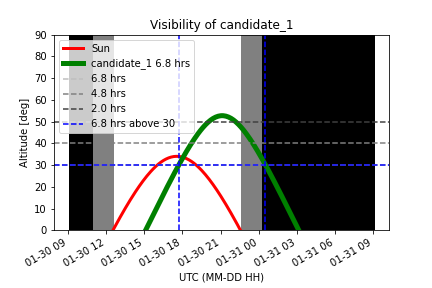 Visibility of candidate_1
90
80
70
60
50
40
30
20
10
0
Altitude [deg]
Sun
candidate_1 6.8 hrs
6.8 hrs
4.8 hrs
2.0 hrs
6.8 hrs above 30
01-30 09
01-30 12
01-30 15
01-30 18
01-30 21
01-31 00
01-31 03
01-31 06
01-31 09
UTC (MM-DD HH)